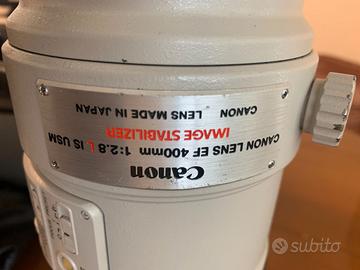 Canon
CANON LENS EF 400mm 1:2.8 L IS USM
IMAGE STABILIZER
CANON LENS MADE IN JAPAN
subito